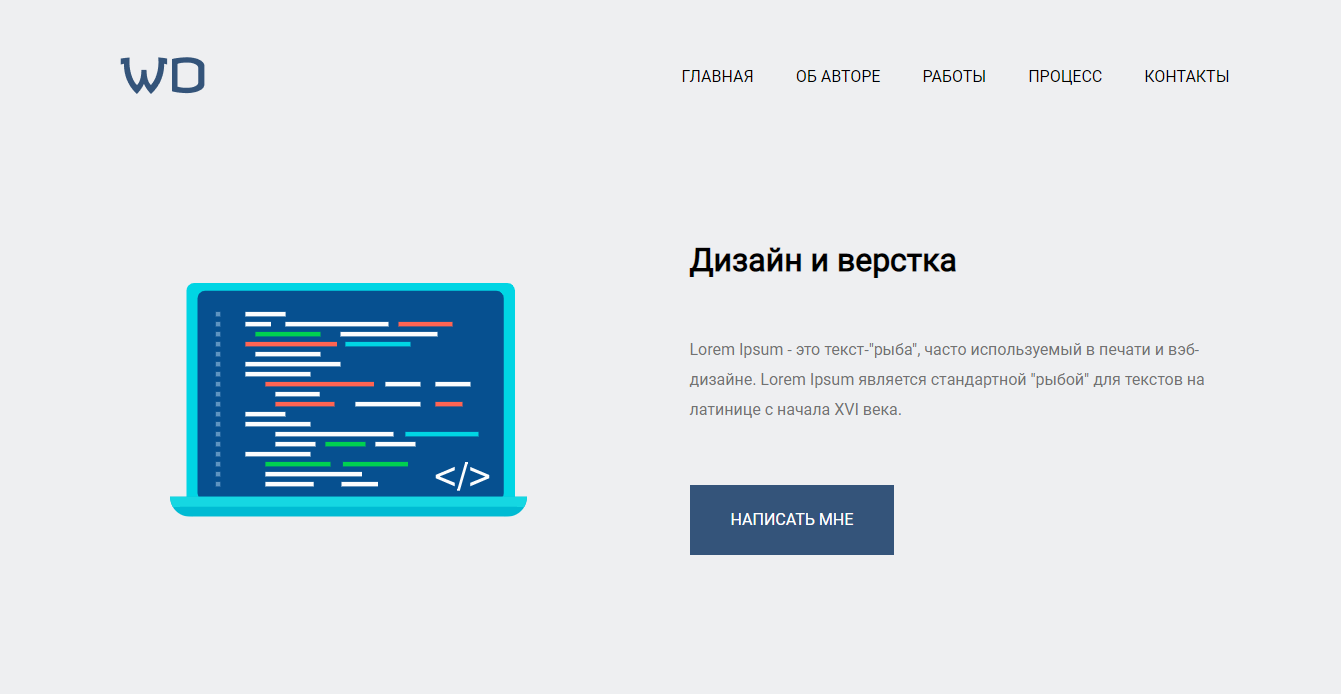 WD
ГЛАВНАЯ ОБ АВТОРЕ РАБОТЫ ПРОЦЕСС КОНТАКТЫ
Дизайн и верстка
Lorem Ipsum - это текст-"рыба", часто используемый в печати и вэб-
дизайне. Lorem Ipsum является стандартной "рыбой" для текстов на
латинице с начала XVI века.
</>
НАПИСАТЬ МНЕ